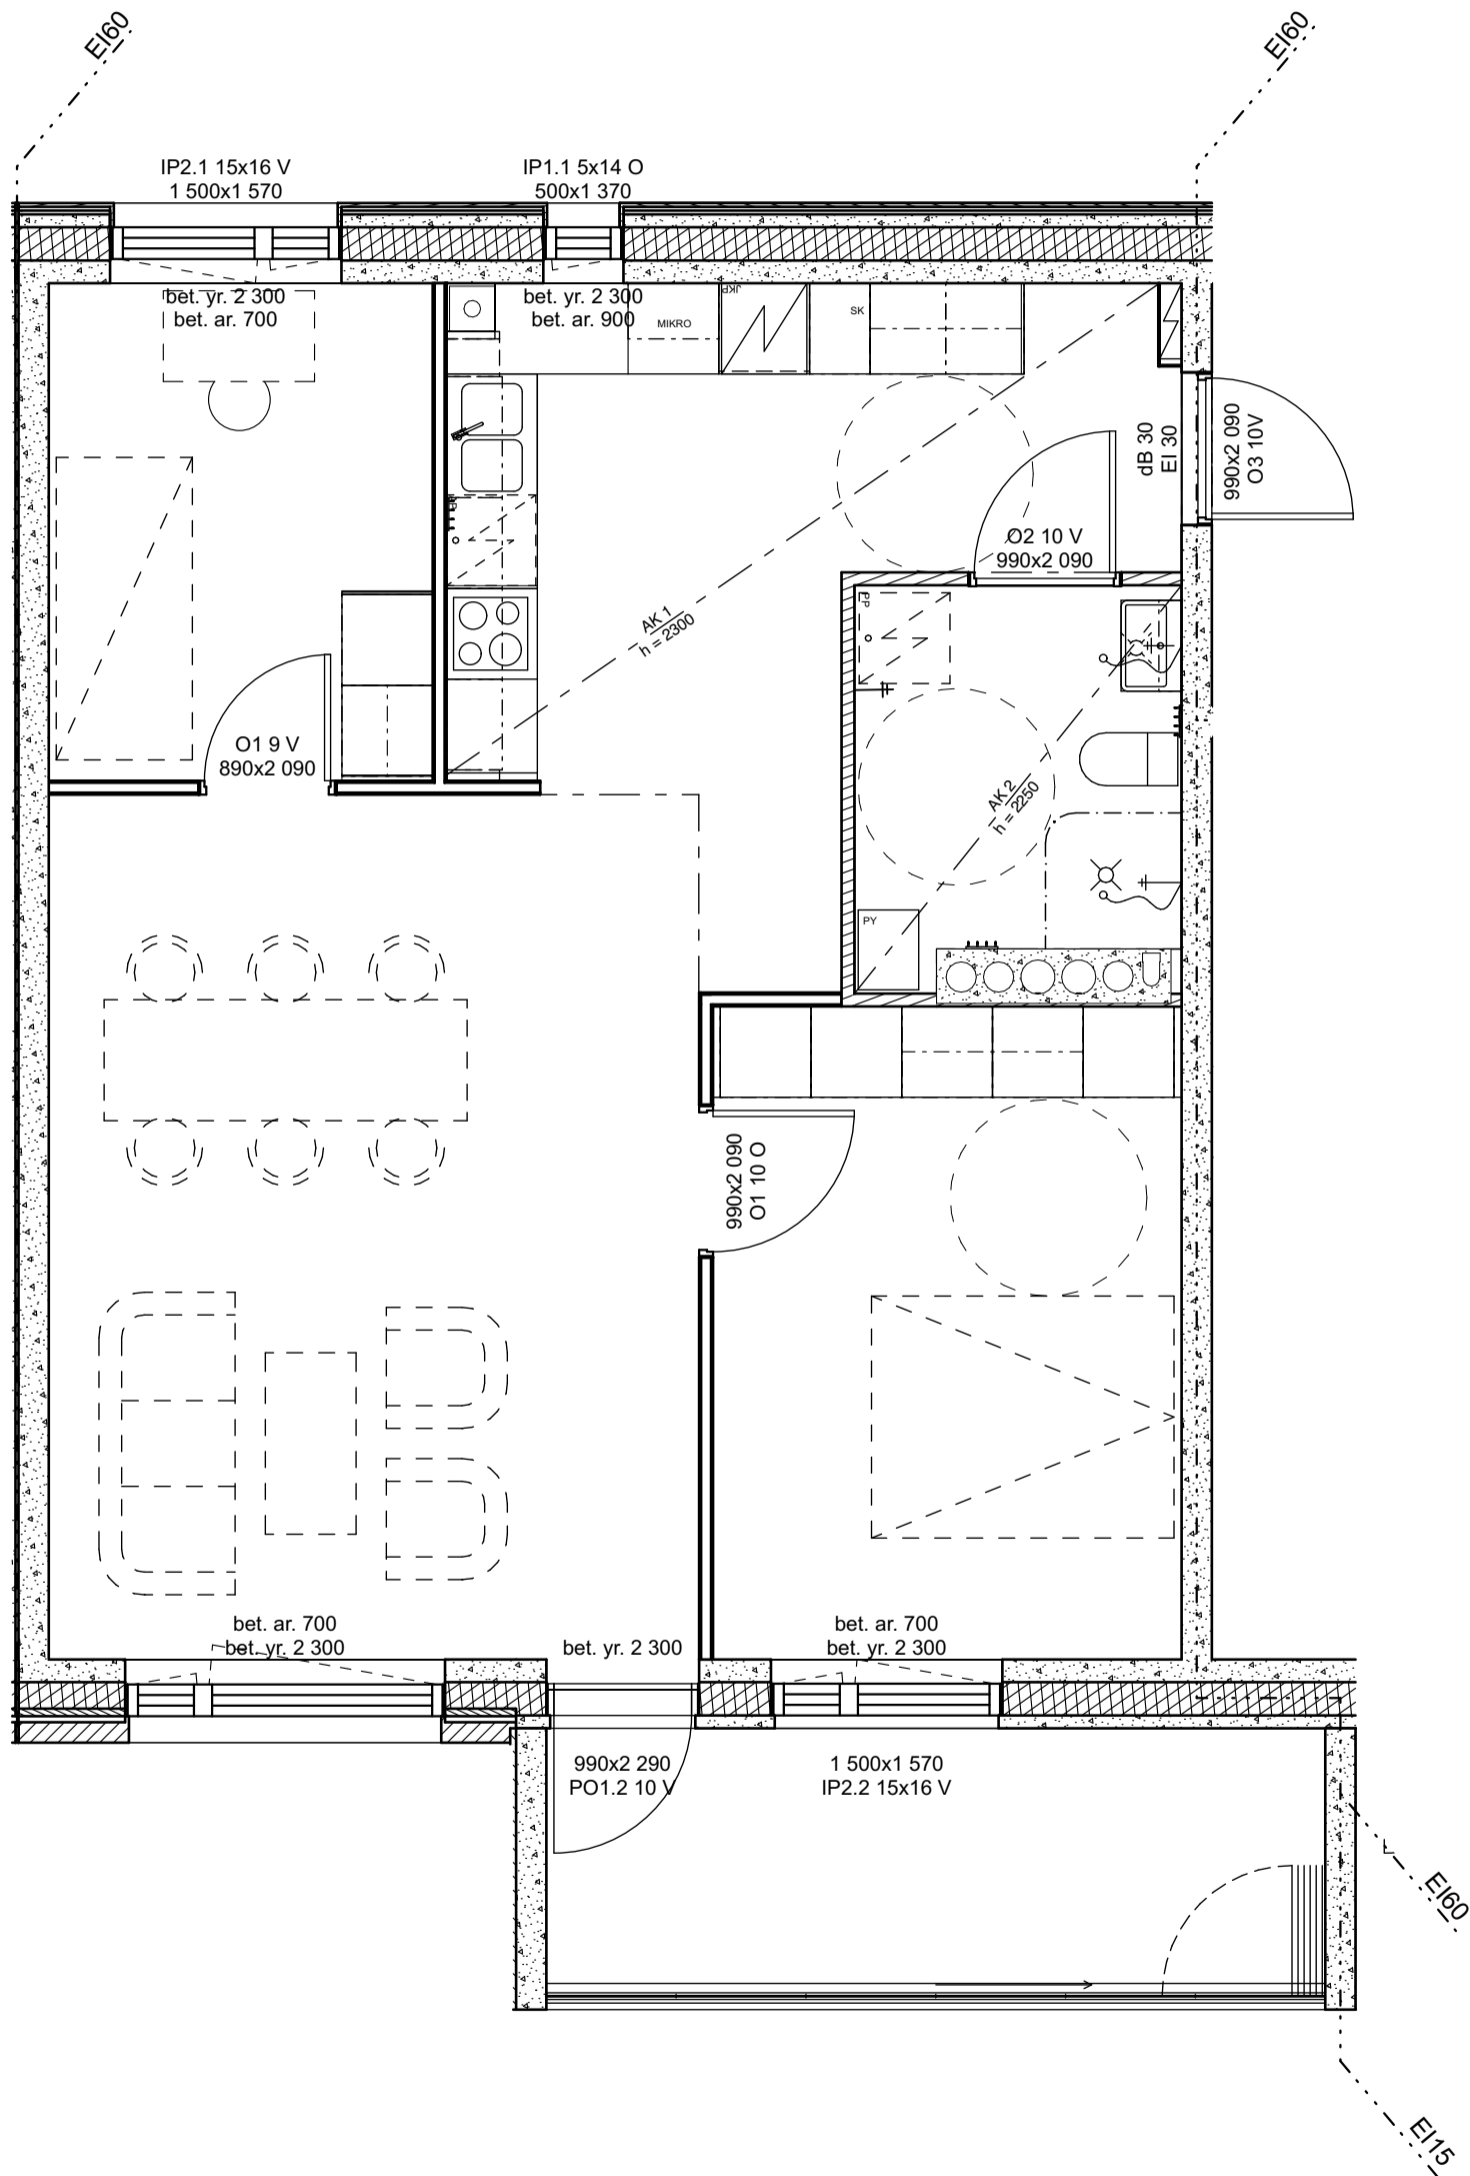 EI60
EI60
IP2.1 15x16 V
1 500x1 570
IP1.1 5x14 O
500x1 370
bet. yr. 2 300
bet. ar. 700
bet. yr. 2 300
bet. ar. 900
MIKRO
JKP
SK
dB 30
EI 30
990x2 090
O3 10V
O2 10 V
990x2 090
AK 1
h = 2300
PP
O1 9 V
890x2 090
AK 2
h = 2250
PY
990x2 090
O1 10 O
bet. ar. 700
bet. yr. 2 300
bet. yr. 2 300
bet. ar. 700
bet. yr. 2 300
990x2 290
PO1.2 10 V
1 500x1 570
IP2.2 15x16 V
EI60
EI15